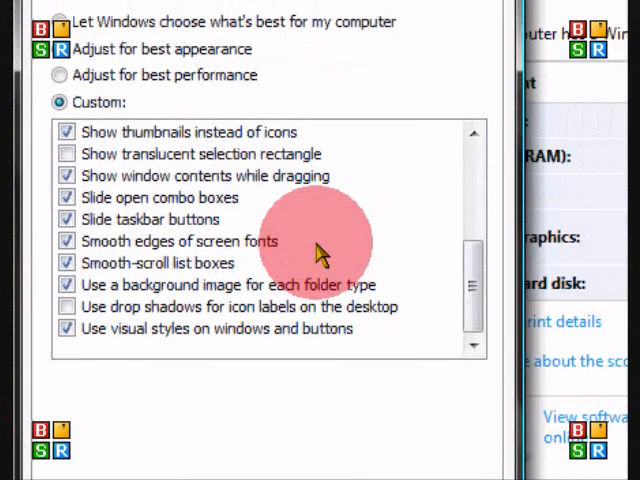 Let Windows choose what's best for my computer
Adjust for best appearance
Adjust for best performance
Custom:
Show thumbnails instead of icons
Show translucent selection rectangle
Show window contents while dragging
Slide open combo boxes
Slide taskbar buttons
Smooth edges of screen fonts
Smooth-scroll list boxes
Use a background image for each folder type
Use drop shadows for icon labels on the desktop
Use visual styles on windows and buttons
RAM):
raphics:
ard disk:
rint details
about the sco
View softwa
onl
B
S R
B
S R
B
S R
B
S R